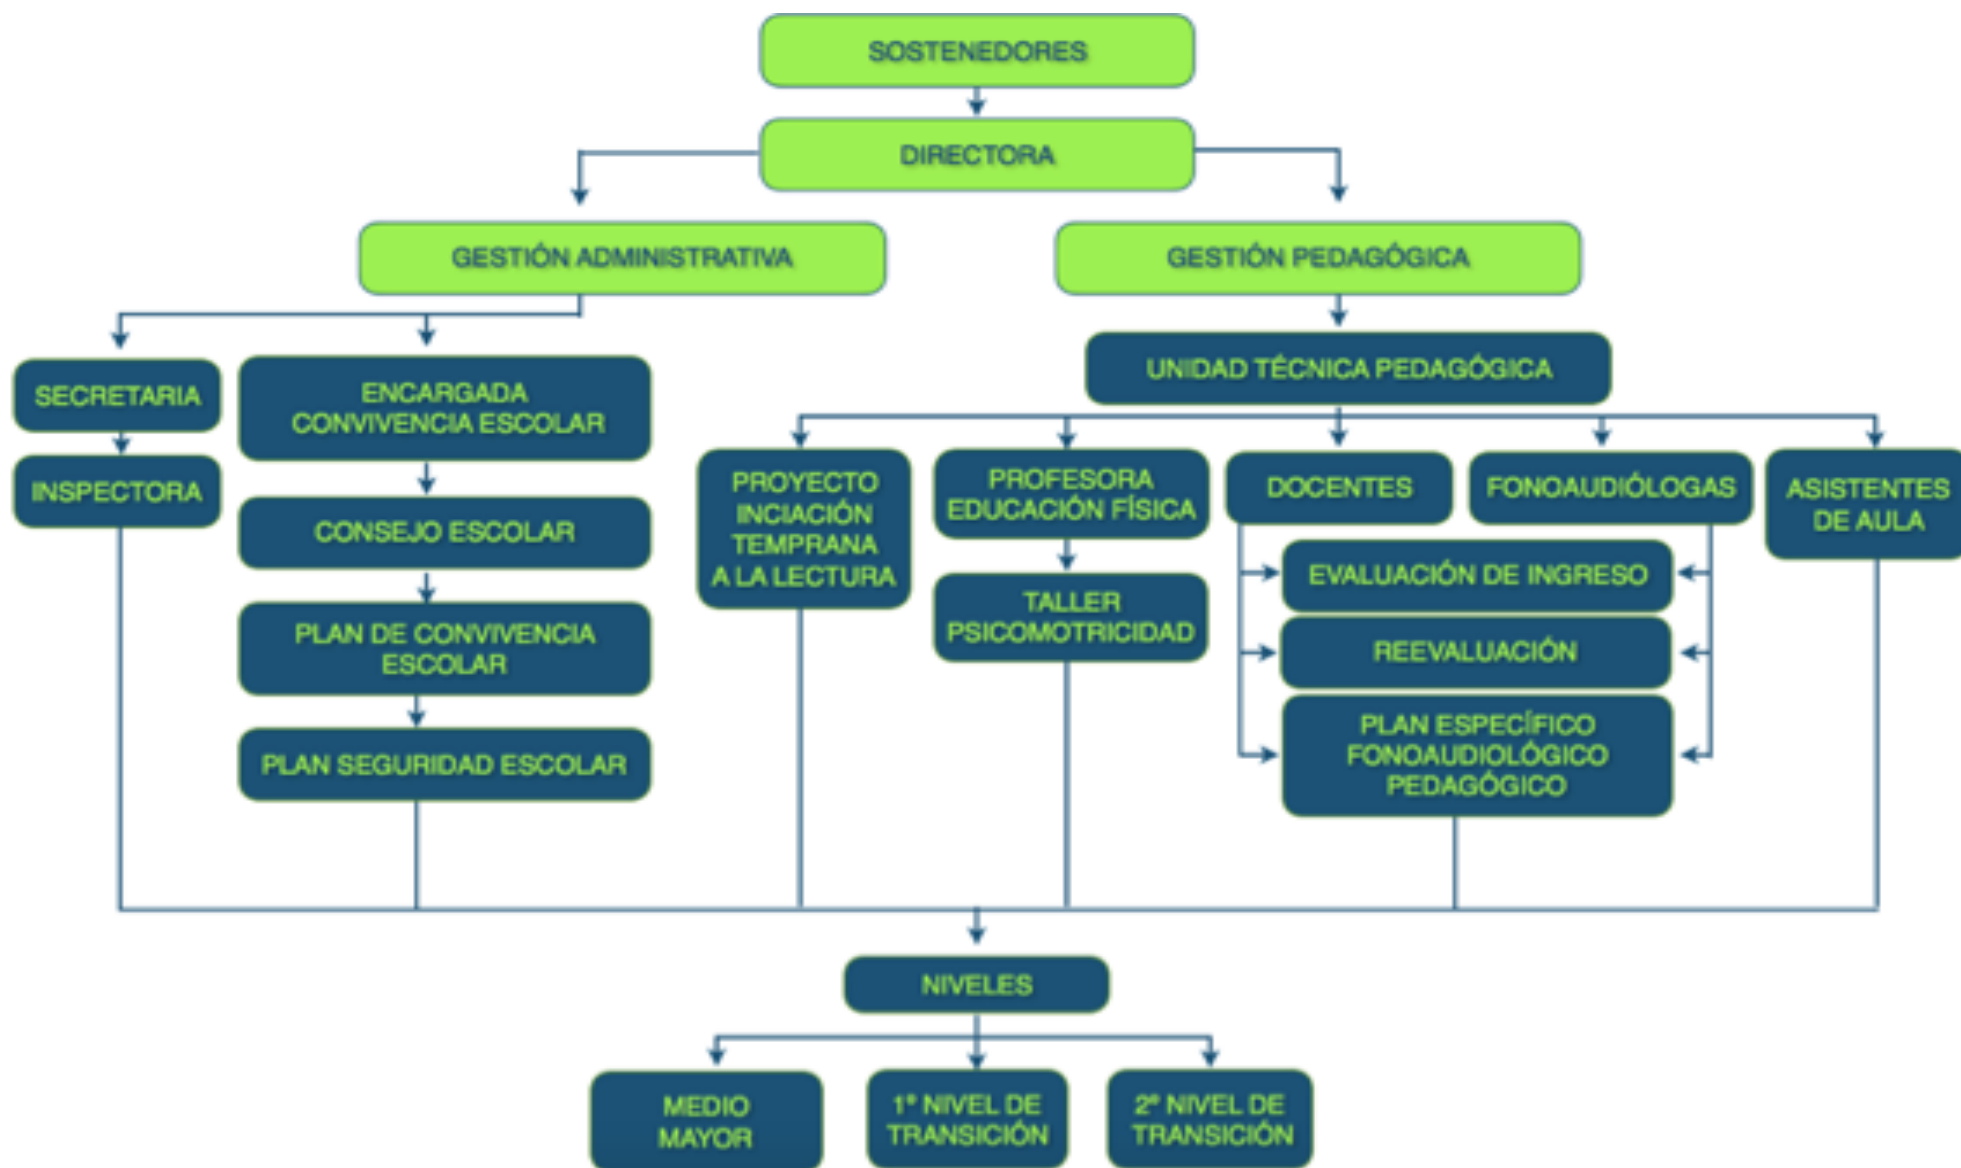 SOSTENEDORES
DIRECTORA
GESTIÓN ADMINISTRATIVA
GESTIÓN PEDAGÓGICA
SECRETARIA
INSPECTORA
ENCARGADA
CONVIVENCIA ESCOLAR
CONSEJO ESCOLAR
PLAN DE CONVIVENCIA
ESCOLAR
PLAN SEGURIDAD ESCOLAR
UNIDAD TÉCNICA PEDAGÓGICA
PROYECTO
INCIACIÓN
TEMPRANA
A LA LECTURA
PROFESORA
EDUCACIÓN FÍSICA
TALLER
PSICOMOTRICIDAD
DOCENTES
FONOAUDIÓLOGAS
EVALUACIÓN DE INGRESO
REEVALUACIÓN
PLAN ESPECÍFICO
FONOAUDIOLÓGICO
PEDAGÓGICO
ASISTENTES
DE AULA
NIVELES
MEDIO
MAYOR
1º NIVEL DE
TRANSICIÓN
2º NIVEL DE
TRANSICIÓN